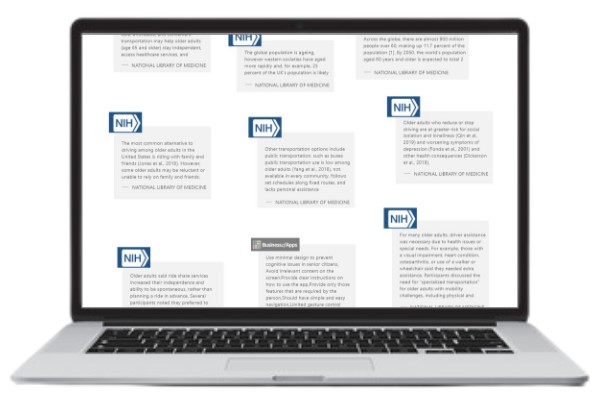 transportation may help older adults
(age 55 and older) stay independent,
access healthcare services, and
— NATIONAL LIBRARY OF MEDICINE
NIH
The global population is ageing,
however western societies have aged
more rapidly and, for example, 25
percent of the UK's population is likely
— NATIONAL LIBRARY OF MEDICINE
Across the globe, there are almost 900 million
people over 60, making up 11.7 percent of the
population [1]. By 2050, the world's population
aged 60 years and older is expected to total 2
— NATIONAL LIBRARY OF MEDICINE
NIH
The most common alternative to
driving among older adults in the
United States is riding with family and
friends
However,
some older adults may be reluctant or
unable to rely on family and friends.
— NATIONAL LIBRARY OF MEDICINE
NIH
Other transportation options include
public transportation, such as buses
public transportation use is low among
older adults (Yang et al., 2018), not
available in every community, follows
set schedules along fixed routes, and
lacks personal assistance
— NATIONAL LIBRARY OF MEDICINE
NIH
Older adults who reduce or stop
driving are at greater risk for social
isolation and loneliness (Qin et al.,
2019) and worsening symptoms of
depression (Fonda et al., 2001) and
other health consequences (Dickerson
et al., 2019).
— NATIONAL LIBRARY OF MEDICINE
NIH
Older adults said ride share services
increased their independence and
ability to be spontaneous, rather than
planning a ride in advance. Several
participants noted they preferred to
Business of Apps
Use minimal design to prevent
cognitive issues in senior citizens.
Avoid irrelevant content on the
screen.Provide clear instructions on
how to use the app.Provide only those
features that are required by the
person.Should have simple and easy
navigation.Limited gesture control
NIH
For many older adults, driver assistance
was necessary due to health issues or
special needs. For example, those with
a visual impairment, heart condition,
osteoarthritis, or use of a walker or
wheelchair said they needed extra
assistance. Participants discussed the
need for "specialized transportation"
for older adults with mobility
challenges, including physical and